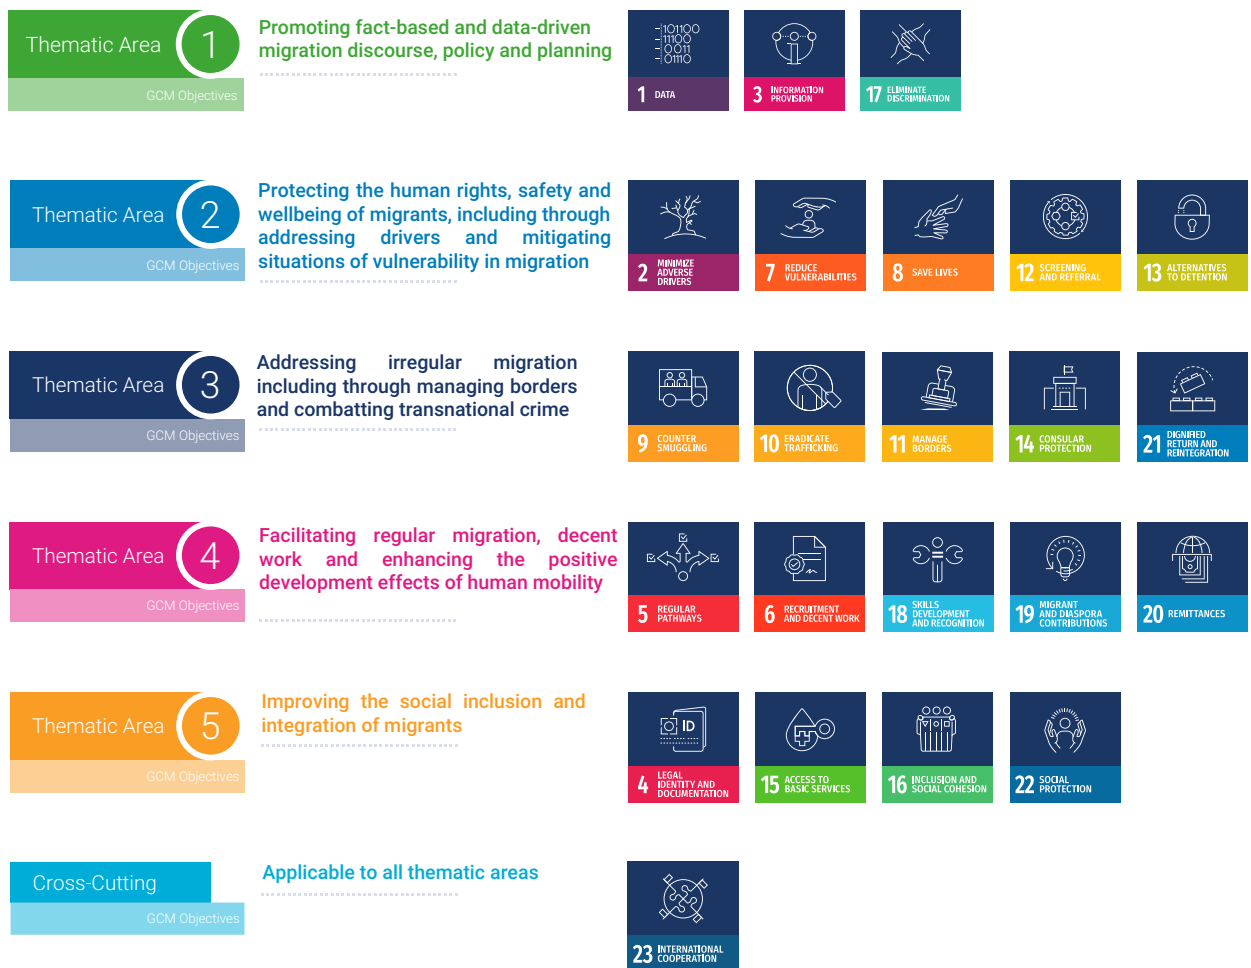 Thematic Area 1
GCM Objectives
Promoting fact-based and data-driven
migration discourse, policy and planning
101100
11100
0011
01110
1 DATA
3 INFORMATION
PROVISION
17 ELIMINATE
DISCRIMINATION
Thematic Area 2
GCM Objectives
Protecting the human rights, safety and
wellbeing of migrants, including through
addressing drivers and mitigating
situations of vulnerability in migration
2 MINIMIZE
ADVERSE
DRIVERS
7 REDUCE
VULNERABILITIES
8 SAVE LIVES
12 SCREENING
AND REFERRAL
13 ALTERNATIVES
TO DETENTION
Thematic Area 3
GCM Objectives
Addressing irregular migration
including through managing borders
and combatting transnational crime
9 COUNTER
SMUGGLING
10 ERADICATE
TRAFFICKING
11 MANAGE
BORDERS
14 CONSULAR
PROTECTION
21 DIGNIFIED
RETURN AND
REINTEGRATION
Thematic Area 4
GCM Objectives
Facilitating regular migration, decent
work and enhancing the positive
development effects of human mobility
5 REGULAR
PATHWAYS
6 RECRUITMENT
AND DECENT WORK
18 SKILLS
DEVELOPMENT
AND RECOGNITION
19 MIGRANT
AND DIASPORA
CONTRIBUTIONS
20 REMITTANCES
Thematic Area 5
GCM Objectives
Improving the social inclusion and
integration of migrants
ID
4 LEGAL
IDENTITY AND
DOCUMENTATION
15 ACCESS TO
BASIC SERVICES
16 INCLUSION AND
SOCIAL COHESION
22 SOCIAL
PROTECTION
Cross-Cutting
GCM Objectives
Applicable to all thematic areas
23 INTERNATIONAL
COOPERATION